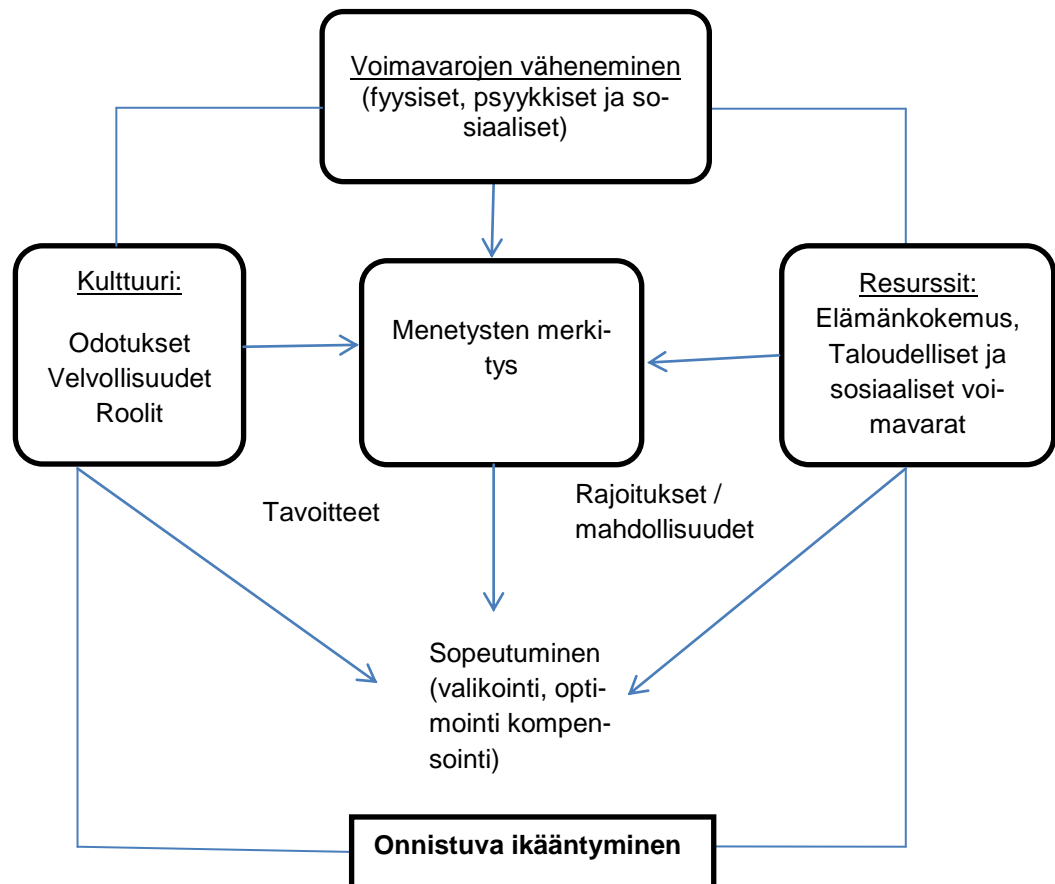 Voimavarojen väheneminen
(fyysiset, psyykkiset ja so-
siaaliset)
Kulttuuri:
Odotukset
Velvollisuudet
Roolit
Menetysten merki-
tys
Resurssit:
Elämänkokemus,
Taloudelliset ja
sosiaaliset voi-
mavarat
Tavoitteet
Rajoitukset /
mahdollisuudet
Sopeutuminen
(valikointi, opti-
mointi kompen-
sointi)
Onnistuva ikääntyminen